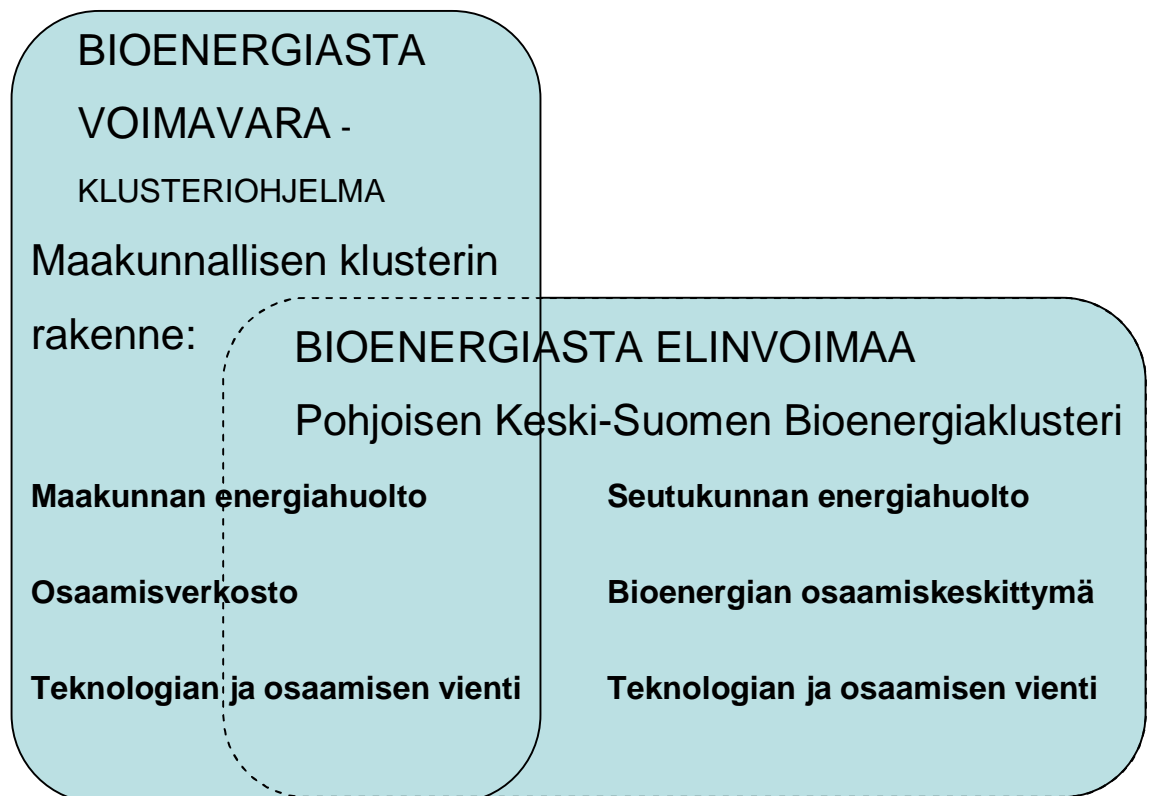 BIOENERGIASTA
VOIMAVARA -
KLUSTERIOHJELMA
Maakunnallisen klusterin
rakenne:
BIOENERGIASTA ELINVOIMAA
Pohjoisen Keski-Suomen Bioenergiaklusteri
Maakunnan energiahuolto
Seutukunnan energiahuolto
Osaamisverkosto
Bioenergian osaamiskeskittymä
Teknologian ja osaamisen vienti
Teknologian ja osaamisen vienti